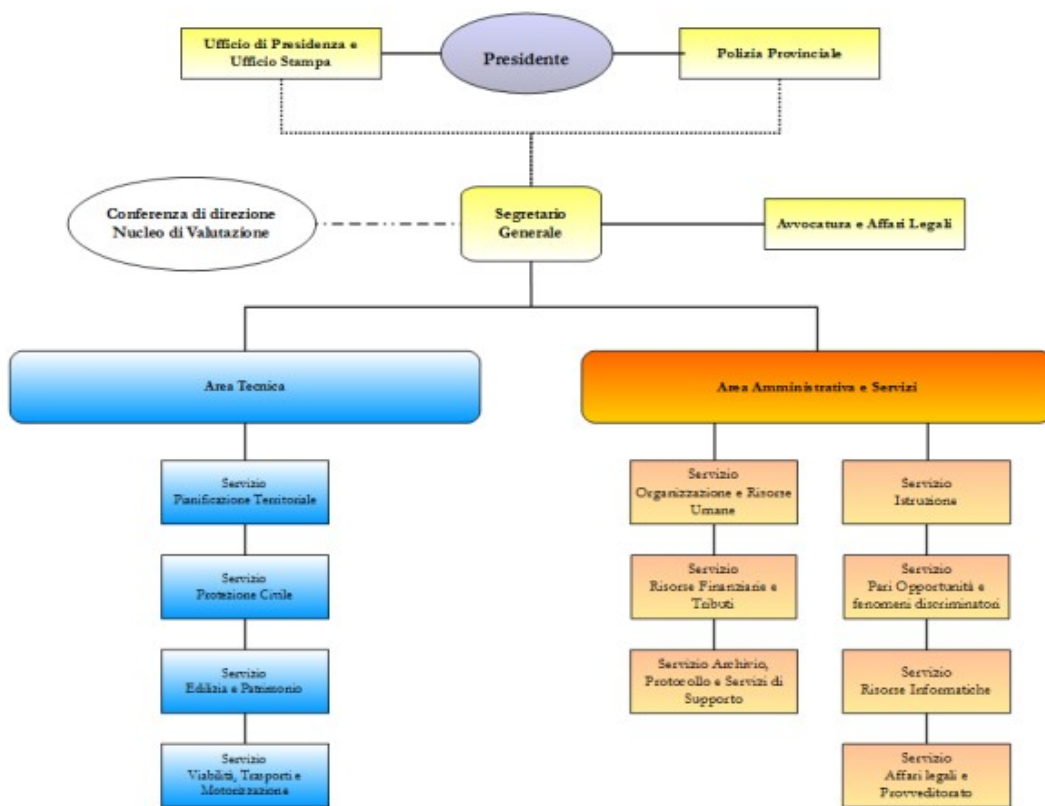 Ufficio di Presidenza e
Ufficio Stampa
Presidente
Polizia Provinciale
Conferenza di direzione
Nucleo di Valutazione
Segretario
Generale
Avvocatura e Affari Legali
Area Tecnica
Area Amministrativa e Servizi
Servizio
Pianificazione Territoriale
Servizio
Protezione Civile
Servizio
Edilizia e Patrimonio
Servizio
Viabilità, Trasporti e
Motorizzazione
Servizio
Organizzazione e Risorse
Umane
Servizio
Risorse Finanziarie e
Tributi
Servizio Archivio,
Protocollo e Servizi di
Supporto
Servizio
Istruzione
Servizio
Pari Opportunità e
fenomeni discriminatori
Servizio
Risorse Informatiche
Servizio
Affari legali e
Provveditorato